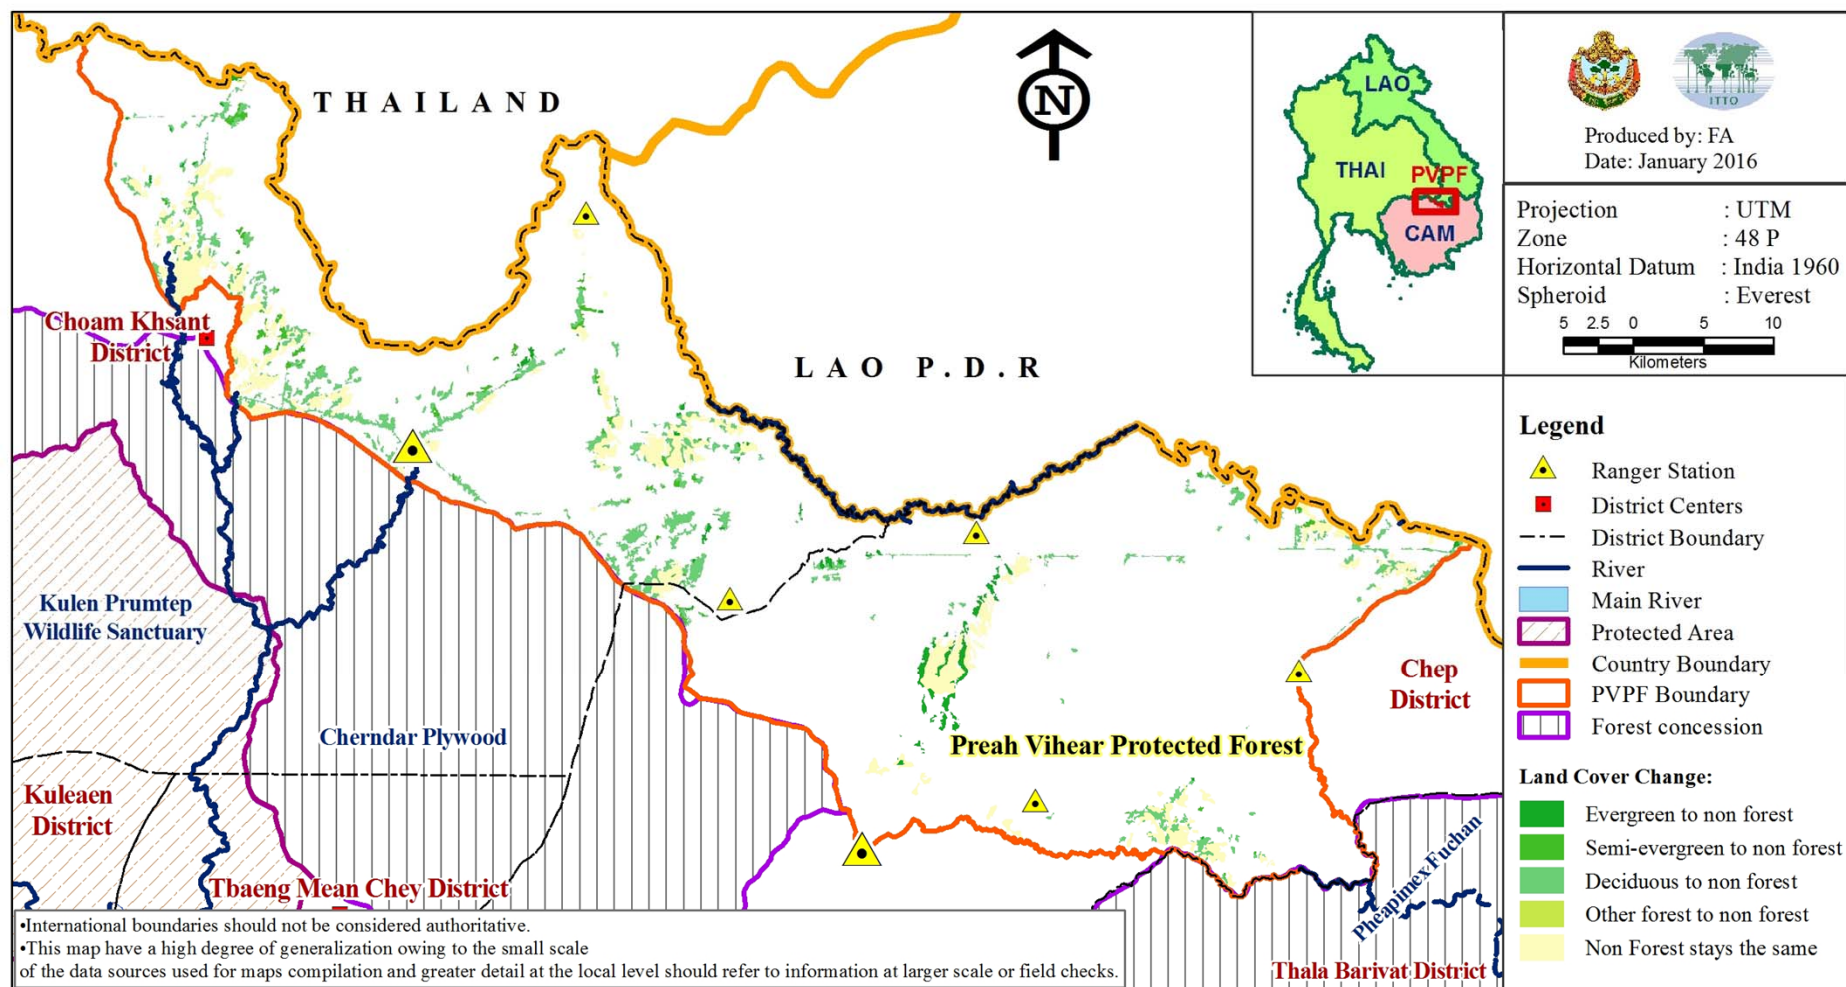 THAILAND
LAO P.D.R
N
Choam Khsant
District
Kulen Prumtep
Wildlife Sanctuary
Cherndar Plywood
Kuleaen
District
Tbaeng Mean Chey District
Preah Vihear Protected Forest
Chep
District
Pheapimex Fuchan
Thala Barivat District
•International boundaries should not be considered authoritative.
•This map have a high degree of generalization owing to the small scale
of the data sources used for maps compilation and greater detail at the local level should refer to information at larger scale or field checks.
LAO
THAI
PVPF
CAM
ITTO
Produced by: FA
Date: January 2016
Projection : UTM
Zone : 48 P
Horizontal Datum : India 1960
Spheroid : Everest
5 2.5 0 5 10
Kilometers
Legend
Ranger Station
District Centers
District Boundary
River
Main River
Protected Area
Country Boundary
PVPF Boundary
Forest concession
Land Cover Change:
Evergreen to non forest
Semi-evergreen to non forest
Deciduous to non forest
Other forest to non forest
Non Forest stays the same